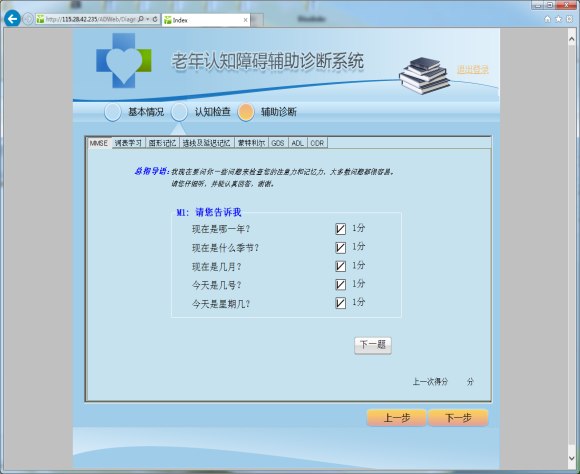 http://115.28.42.235/ADWeb/Diagn
Index
老年认知障碍辅助诊断系统
退出登录
基本情况
认知检查
辅助诊断
MMSE 词表学习 图形记忆 连线及延迟记忆 蒙特利尔 GDS ADL CDR
总指导语:我现在要问你一些问题来检查您的注意力和记忆力,大多数问题都很容易。
请您仔细听,并能认真回答,谢谢。
M1: 请您告诉我
现在是哪一年? 1分
现在是什么季节? 1分
现在是几月? 1分
今天是几号? 1分
今天是星期几? 1分
下一题
上一次得分 分
上一步 下一步